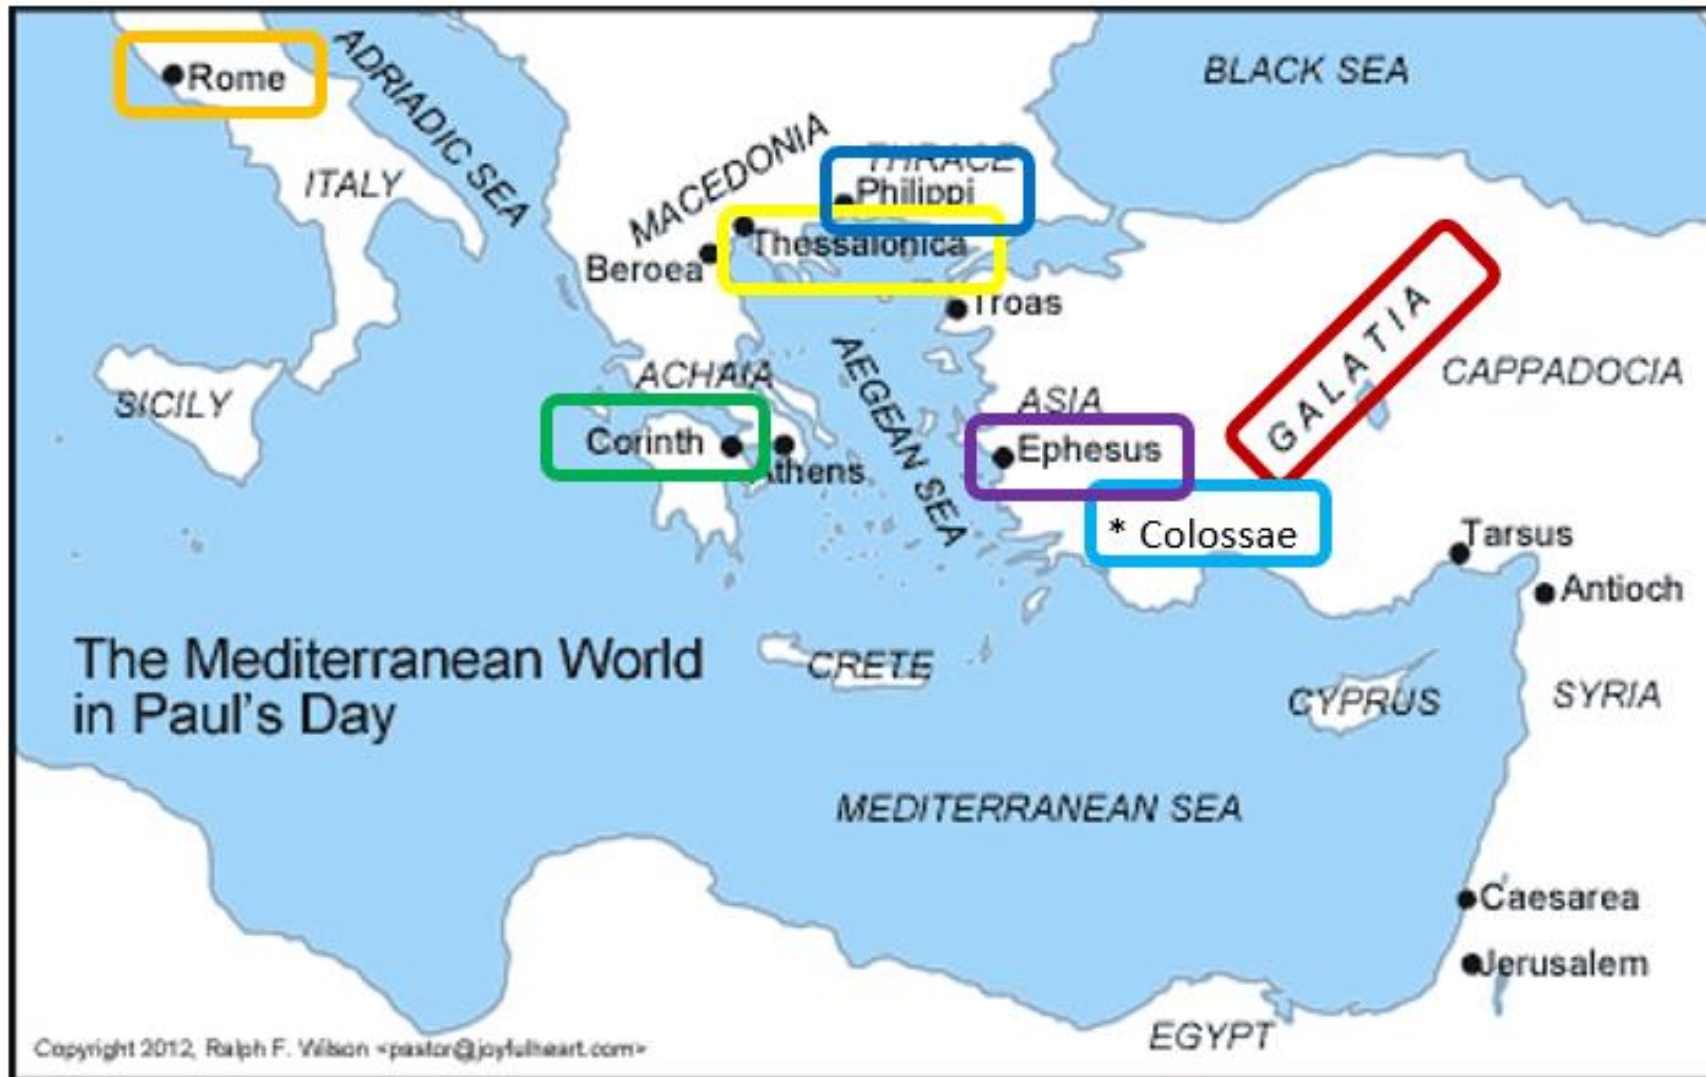 BLACK SEA
Rome
ADRIADIC SEA
ITALY
MACEDONIA
THRACE
Philippi
Thessalonica
Beroea
Troas
GALATIA
CAPPADOCIA
SICILY
ACHAIA
AEGEAN SEA
ASIA
Corinth
Athens
Ephesus
* Colossae
Tarsus
Antioch
The Mediterranean World
in Paul's Day
CRETE
CYPRUS
SYRIA
MEDITERRANEAN SEA
Caesarea
Jerusalem
EGYPT
Copyright 2012, Ralph F. Wilson <pastor@joyfulheart.com>